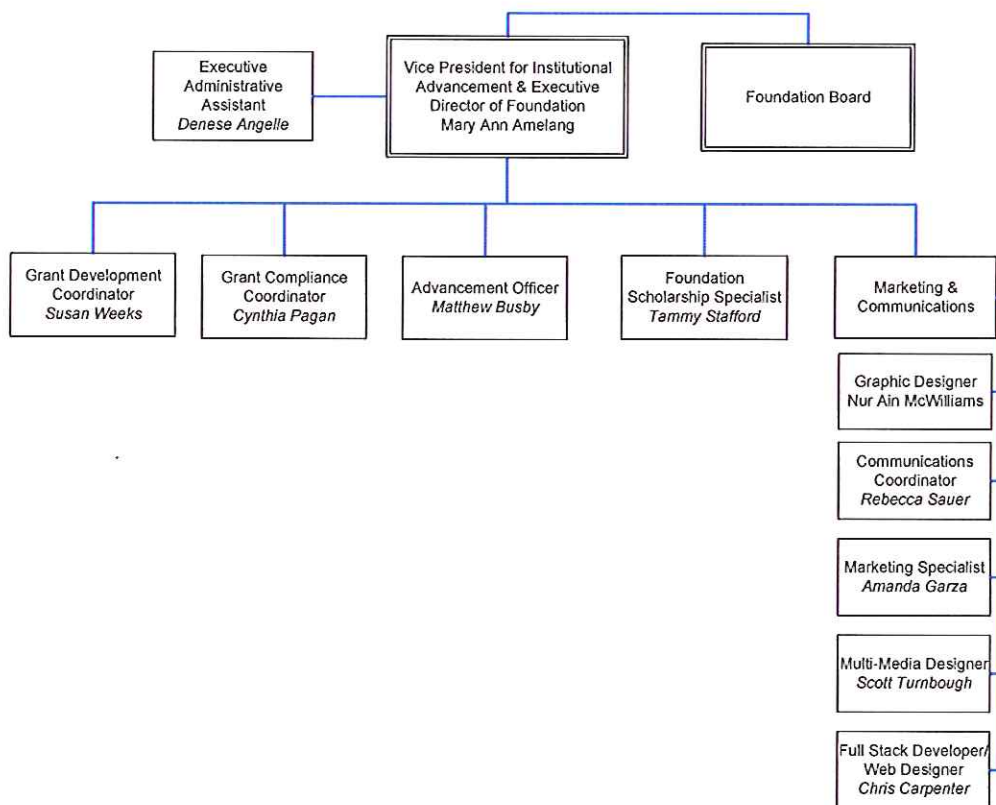 Executive
Administrative
Assistant
Denese Angelle
Vice President for Institutional
Advancement & Executive
Director of Foundation
Mary Ann Amelang
Foundation Board
Grant Development
Coordinator
Susan Weeks
Grant Compliance
Coordinator
Cynthia Pagan
Advancement Officer
Matthew Busby
Foundation
Scholarship Specialist
Tammy Stafford
Marketing &
Communications
Graphic Designer
Nur Ain McWilliams
Communications
Coordinator
Rebecca Sauer
Marketing Specialist
Amanda Garza
Multi-Media Designer
Scott Turnbough
Full Stack Developer/
Web Designer
Chris Carpenter